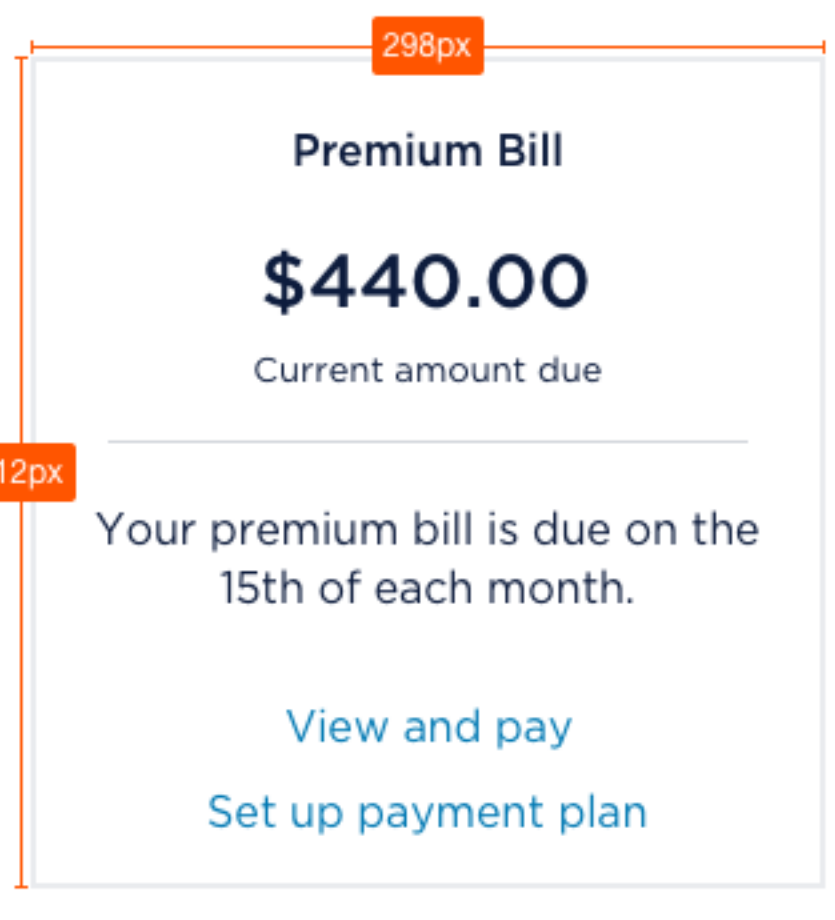 298px
Premium Bill
$440.00
Current amount due
12px
Your premium bill is due on the
15th of each month.
View and pay
Set up payment plan